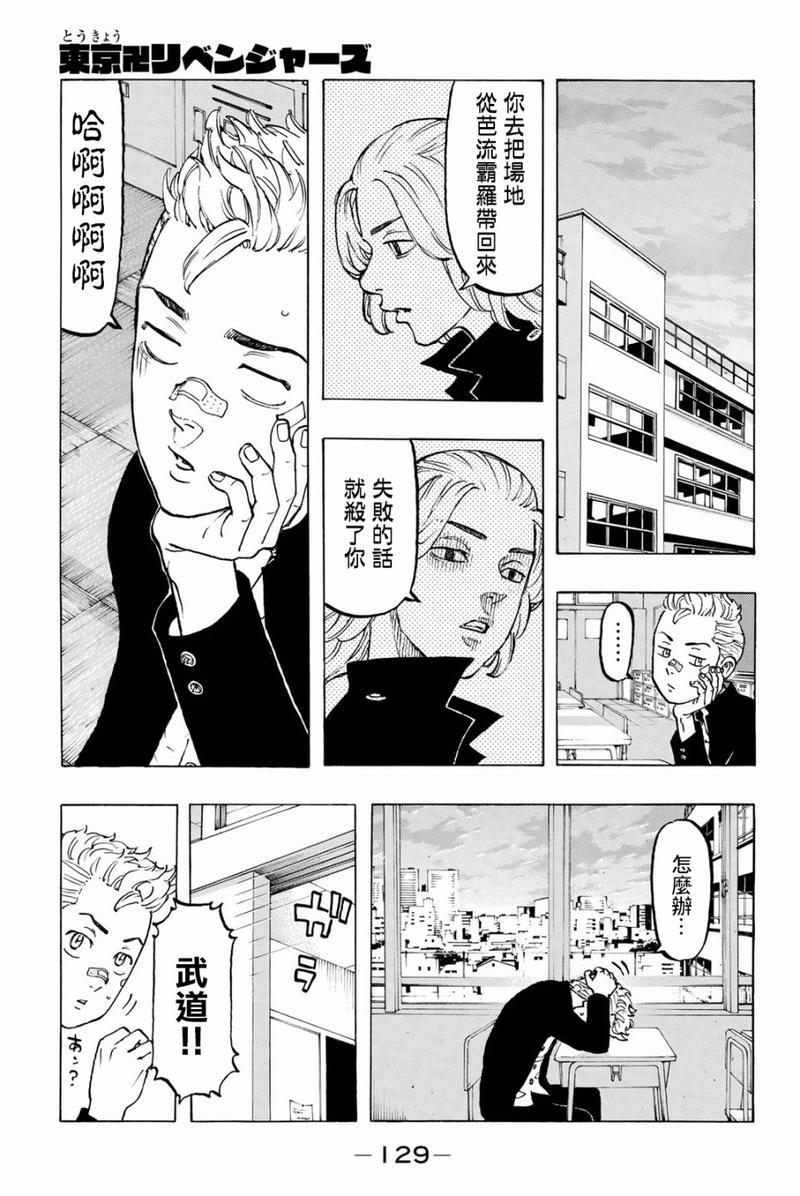 とうきょう
東京卍リベンジャーズ
你去把場地
從芭流霸羅帶回來
哈啊啊啊啊
失敗的話
就殺了你
……
怎麼辦…
ガラ
武道!!
あン?
—129—